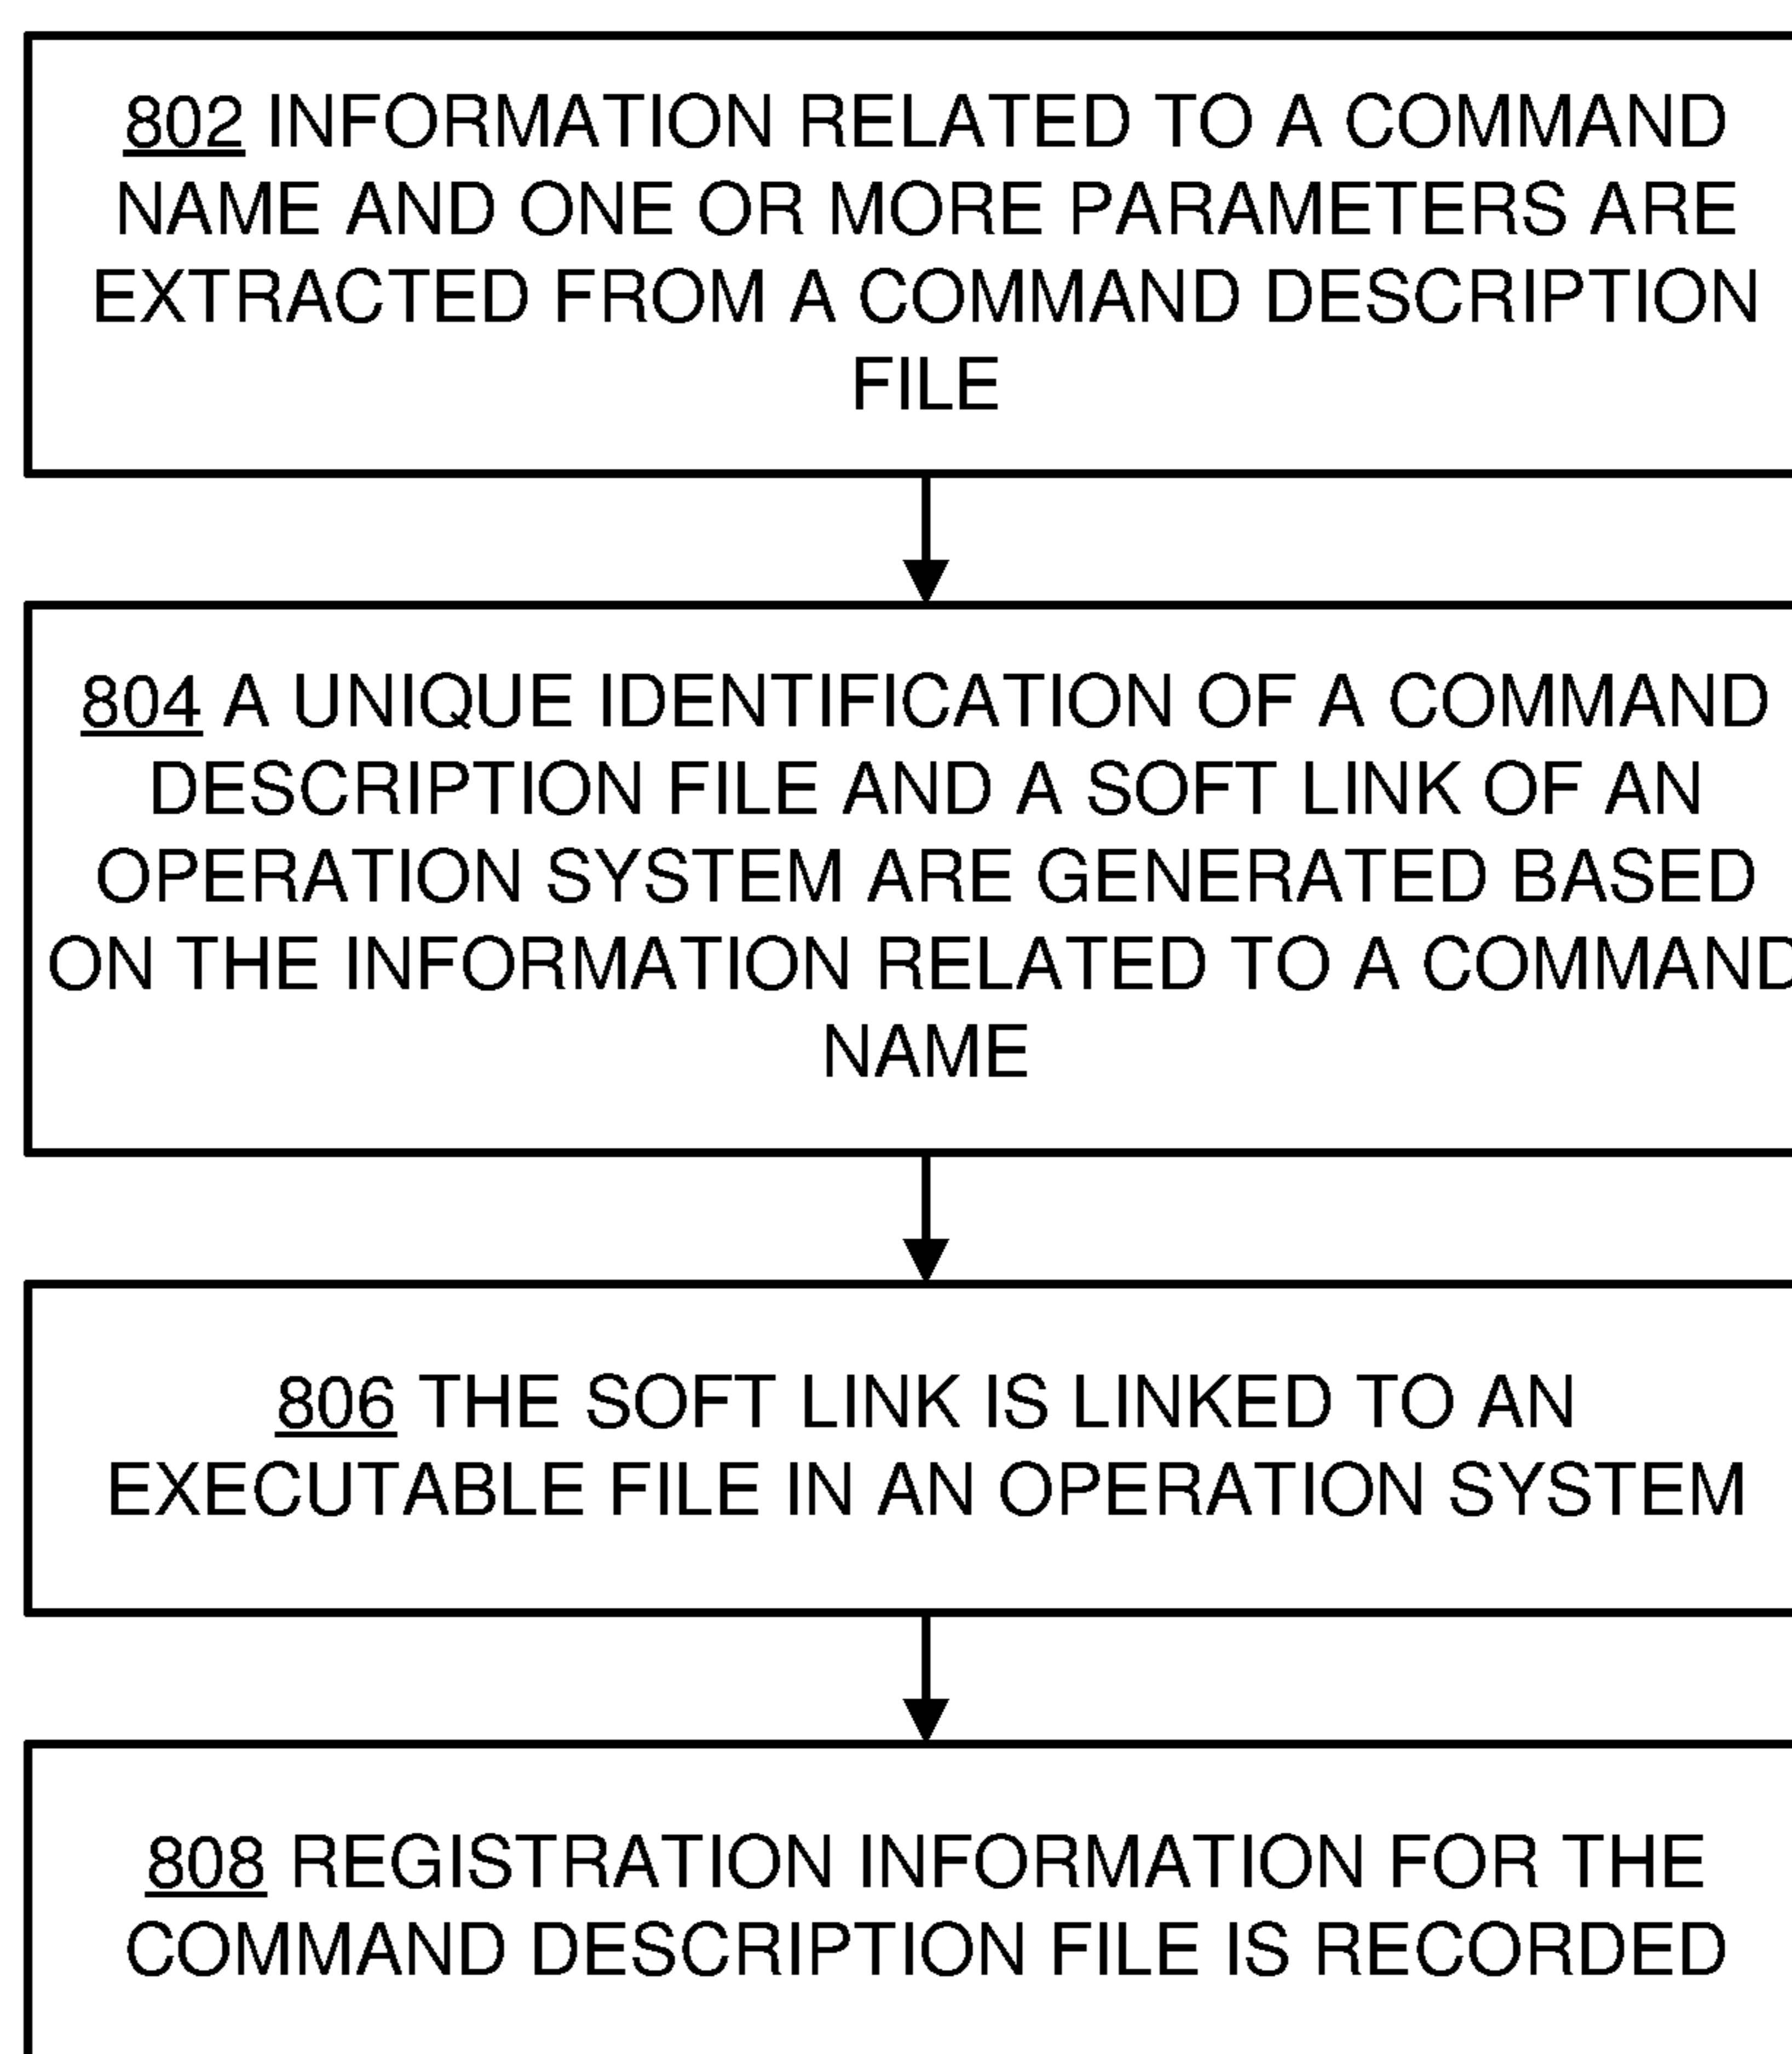 802 INFORMATION RELATED TO A COMMAND
NAME AND ONE OR MORE PARAMETERS ARE
EXTRACTED FROM A COMMAND DESCRIPTION
FILE
804 A UNIQUE IDENTIFICATION OF A COMMAND
DESCRIPTION FILE AND A SOFT LINK OF AN
OPERATION SYSTEM ARE GENERATED BASED
ON THE INFORMATION RELATED TO A COMMAND
NAME
806 THE SOFT LINK IS LINKED TO AN
EXECUTABLE FILE IN AN OPERATION SYSTEM
808 REGISTRATION INFORMATION FOR THE
COMMAND DESCRIPTION FILE IS RECORDED